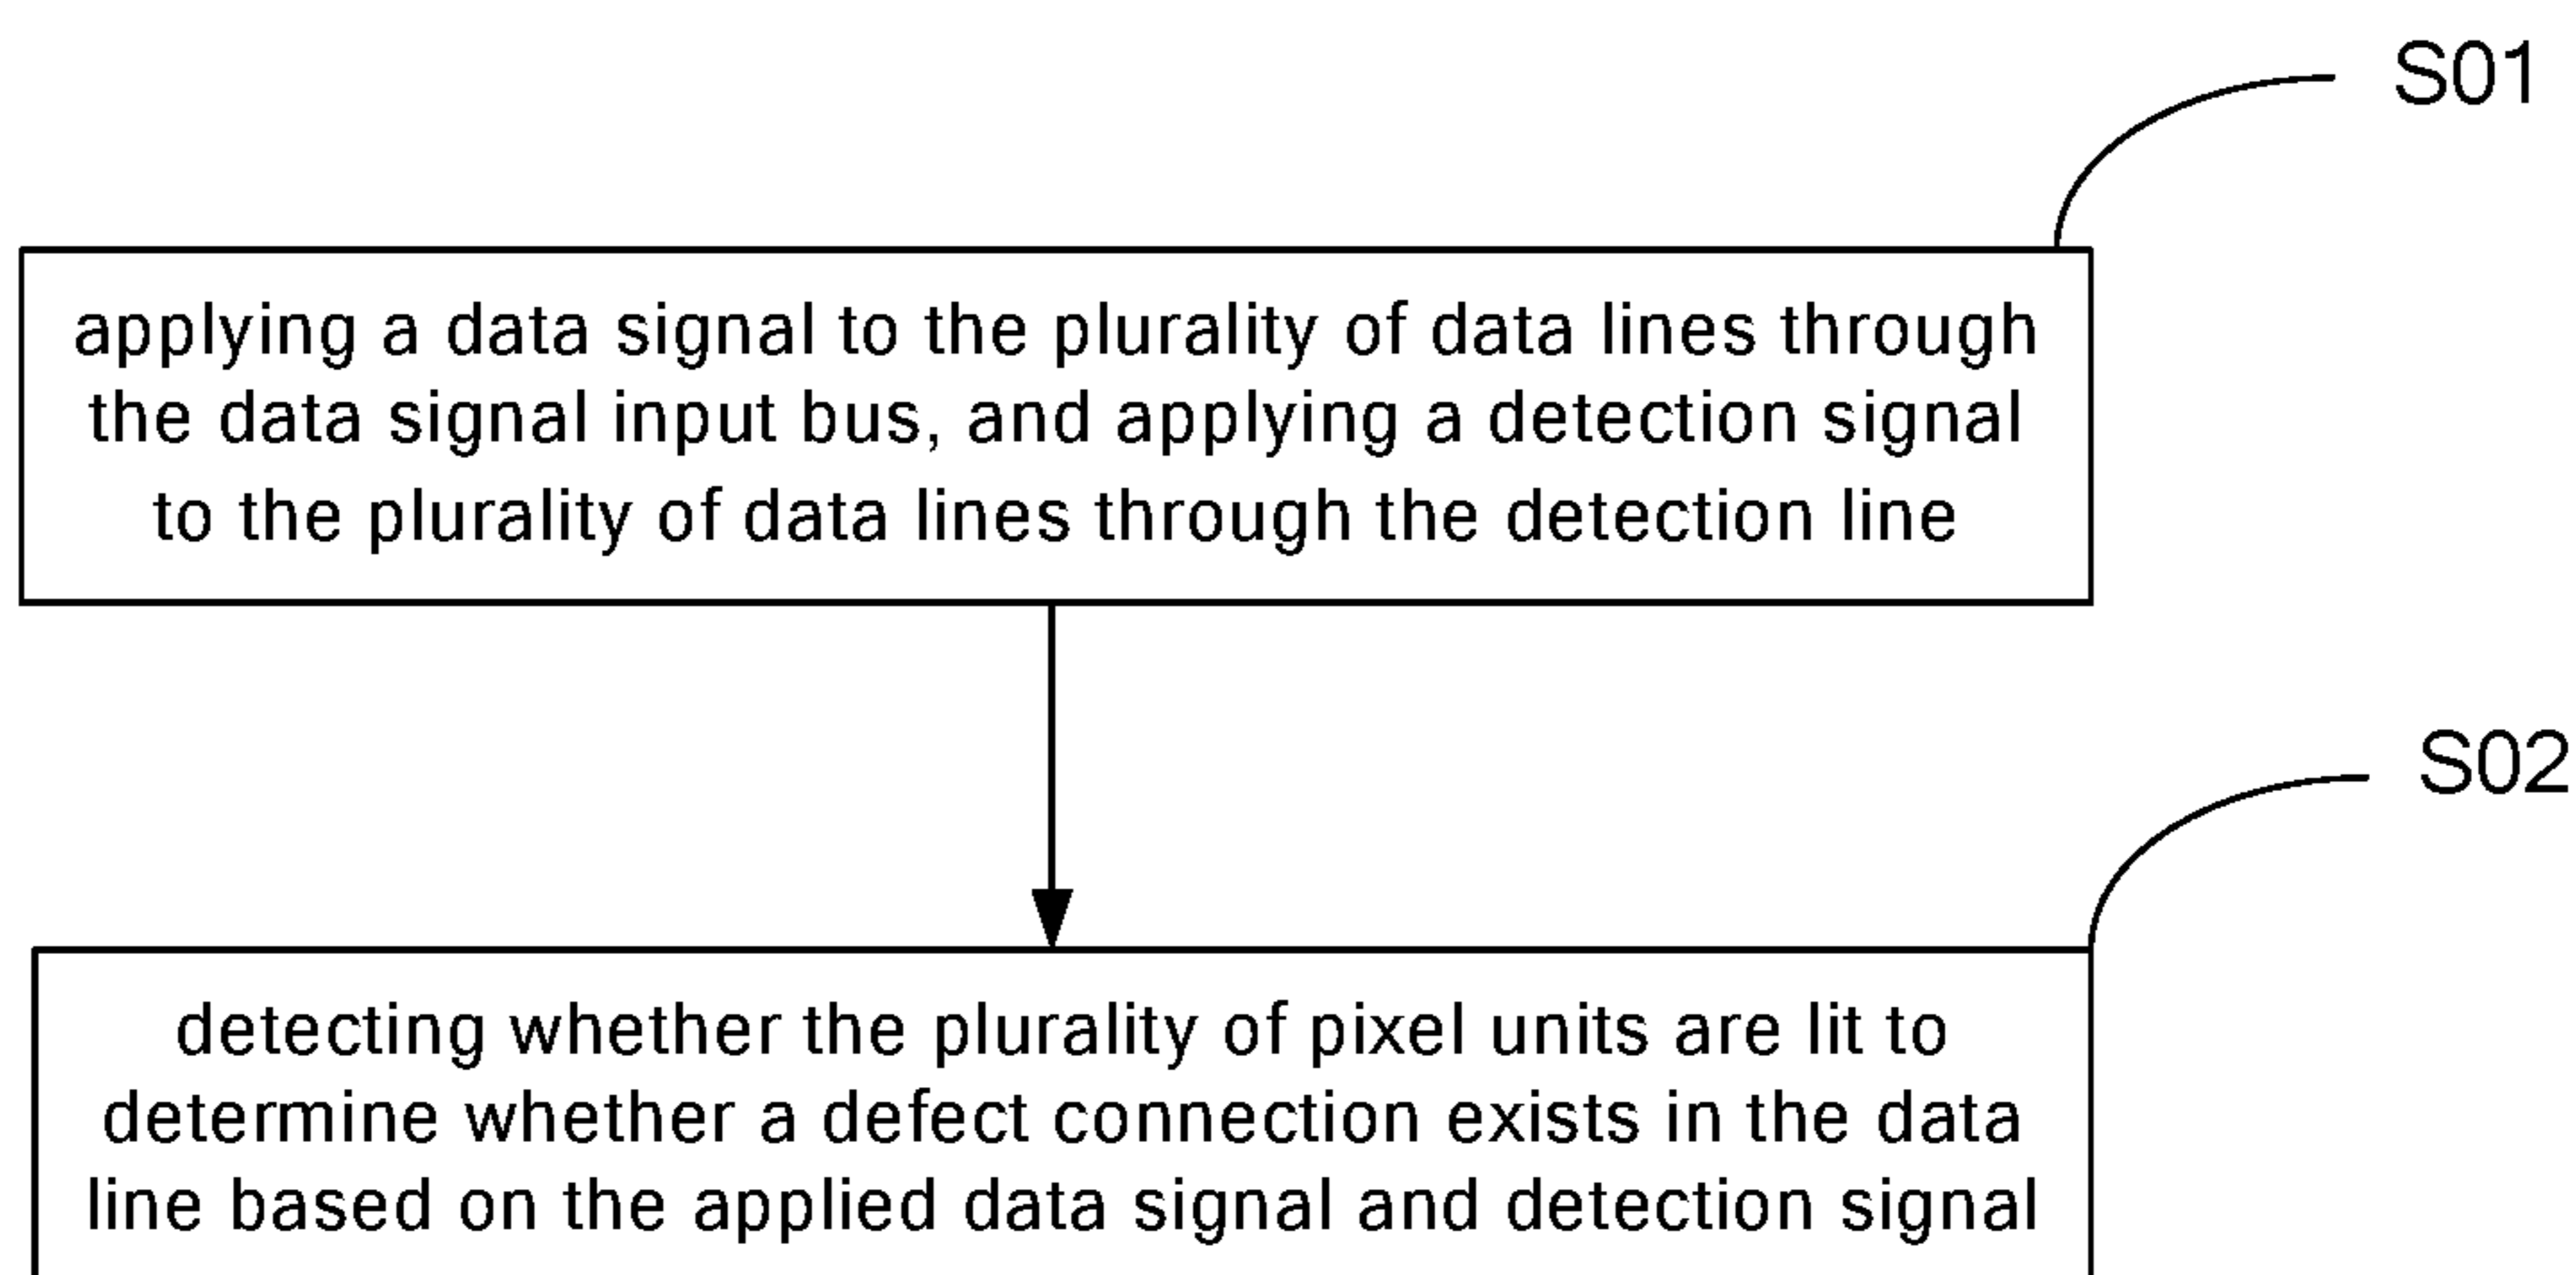 S01
applying a data signal to the plurality of data lines through
the data signal input bus, and applying a detection signal
to the plurality of data lines through the detection line
S02
detecting whether the plurality of pixel units are lit to
determine whether a defect connection exists in the data
line based on the applied data signal and detection signal